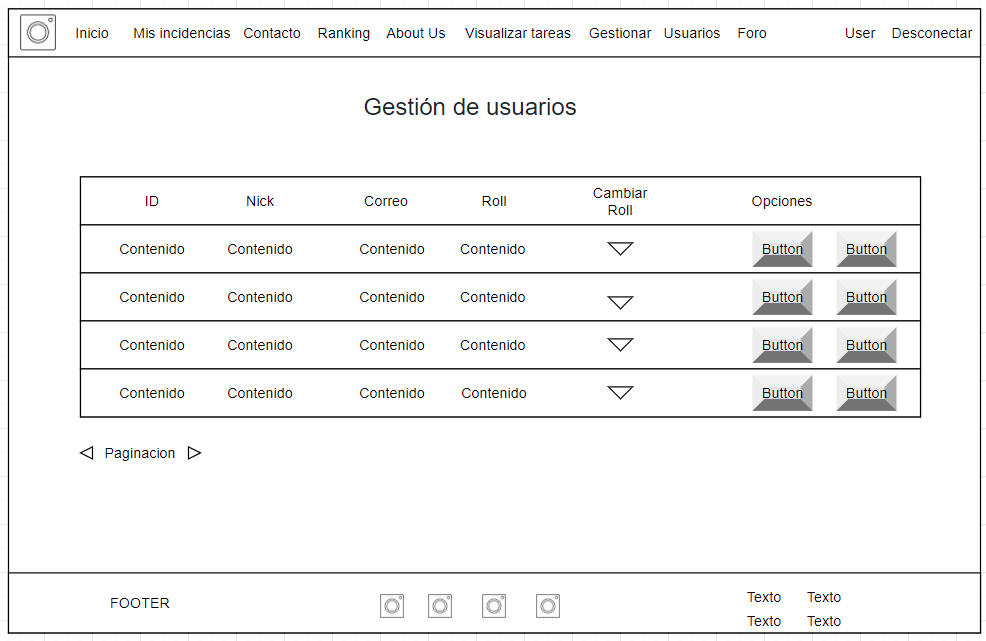 Inicio Mis incidencias Contacto Ranking About Us Visualizar tareas Gestionar Usuarios Foro User Desconectar
Gestión de usuarios
ID Nick Correo Roll Cambiar Roll Opciones
Contenido Contenido Contenido Contenido Button Button
Contenido Contenido Contenido Contenido Button Button
Contenido Contenido Contenido Contenido Button Button
Contenido Contenido Contenido Contenido Button Button
Paginacion
FOOTER
Texto Texto
Texto Texto